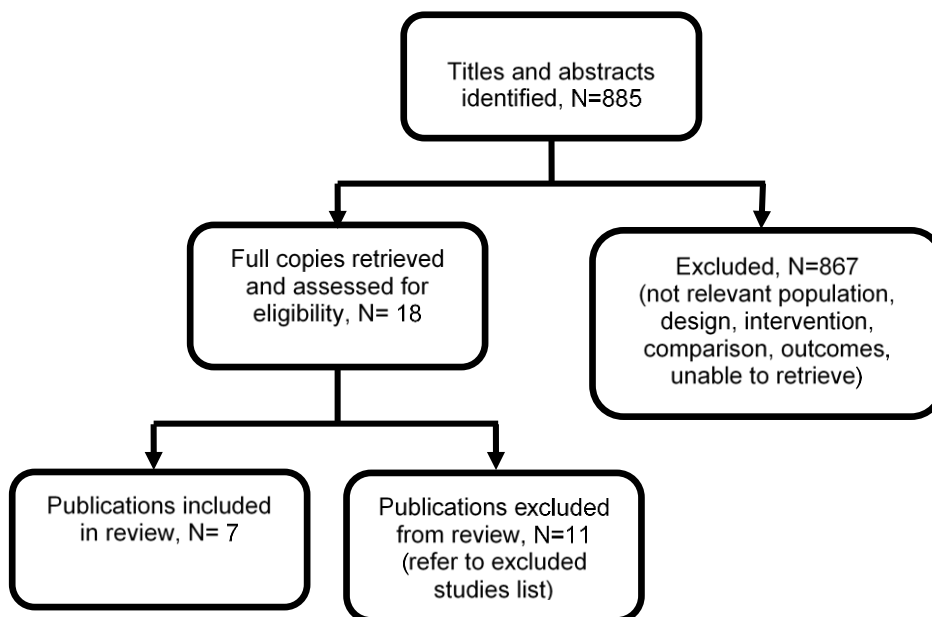 Titles and abstracts
identified, N=885
Full copies retrieved
and assessed for
eligibility, N= 18
Excluded, N=867
(not relevant population,
design, intervention,
comparison, outcomes,
unable to retrieve)
Publications included
in review, N= 7
Publications excluded
from review, N=11
(refer to excluded
studies list)